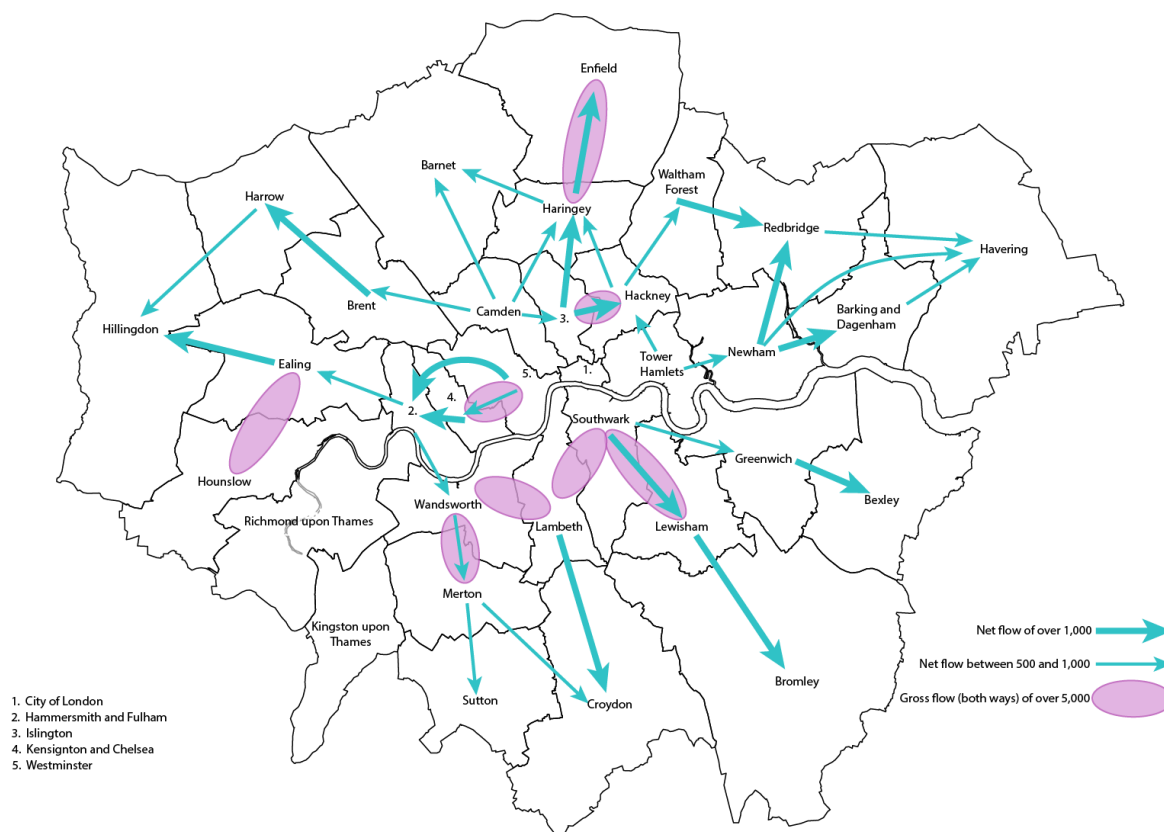 Enfield
Barnet
Waltham
Forest
Harrow
Haringey
Redbridge
Havering
Hackney
Brent
Camden
3.
Barking and
Dagenham
Hillingdon
Newham
Tower
Hamlets
Ealing
1.
5.
4.
2.
Southwark
Greenwich
Hounslow
Bexley
Wandsworth
Richmond upon Thames
Lambeth
Lewisham
Merton
Kingston upon
Thames
Net flow of over 1,000
Net flow between 500 and 1,000
Bromley
Sutton
Croydon
Gross flow (both ways) of over 5,000
1. City of London
2. Hammersmith and Fulham
3. Islington
4. Kensignton and Chelsea
5. Westminster